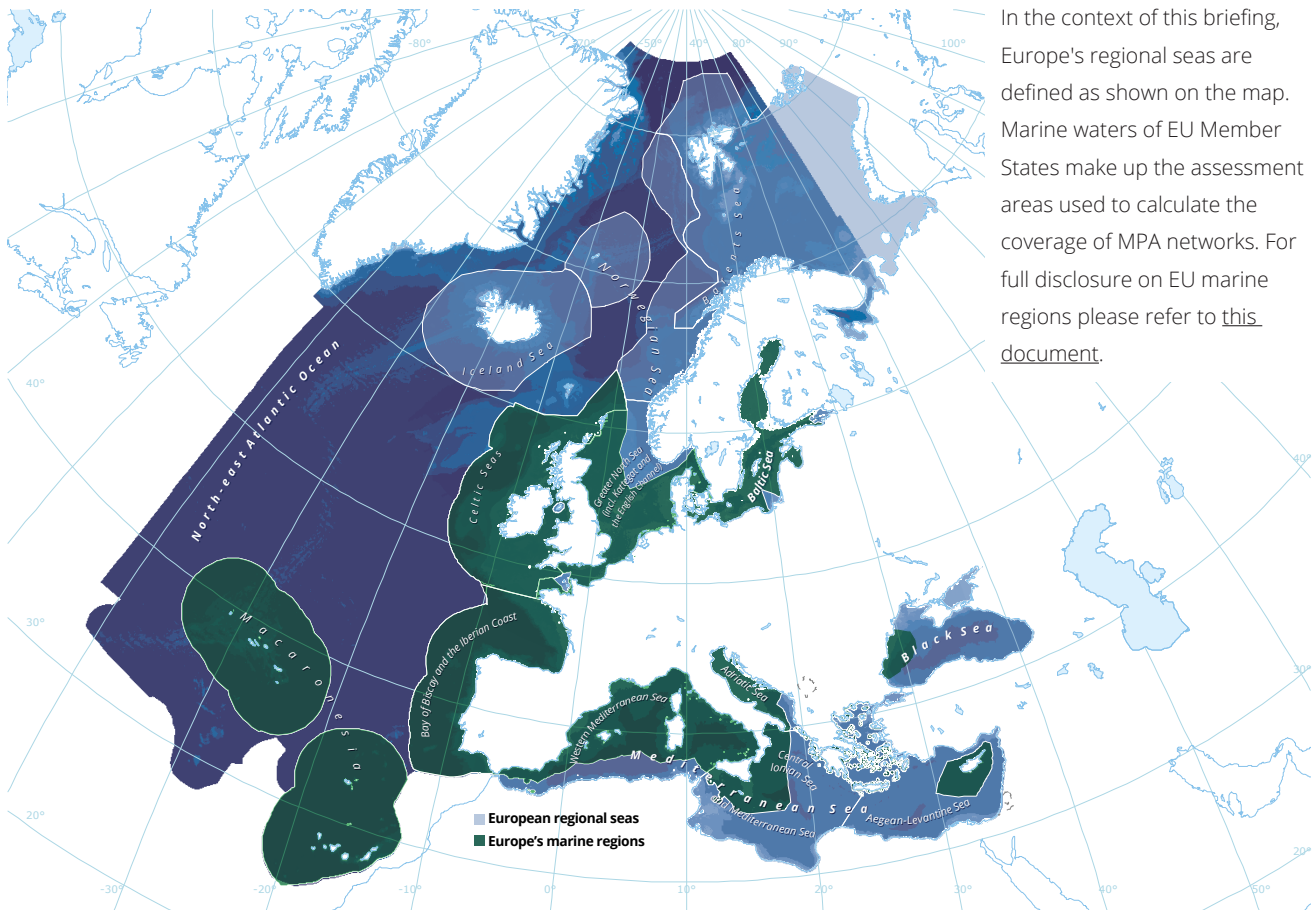 In the context of this briefing,
Europe's regional seas are
defined as shown on the map.
Marine waters of EU Member
States make up the assessment
areas used to calculate the
coverage of MPA networks. For
full disclosure on EU marine
regions please refer to this
document.
-80°
-50°
40°
80°
90°
100°
Barents Sea
Norwegian Sea
Iceland Sea
40°
North-east Atlantic Ocean
Celtic Seas
Greater North Sea
(incl. Kattegat and
the English Channel)
Baltic Sea
40°
30°
Macaronesia
Bay of Biscay and the Iberian Coast
Black Sea
30°
Adriatic Sea
Western Mediterranean Sea
Mediterranean Sea
Central
Ionian Sea
and Mediterranean Sea
Aegean-Levantine Sea
20°
European regional seas
Europe's marine regions
20°
-30°
-20°
-10°
0°
10°
20°
30°
40°
50°